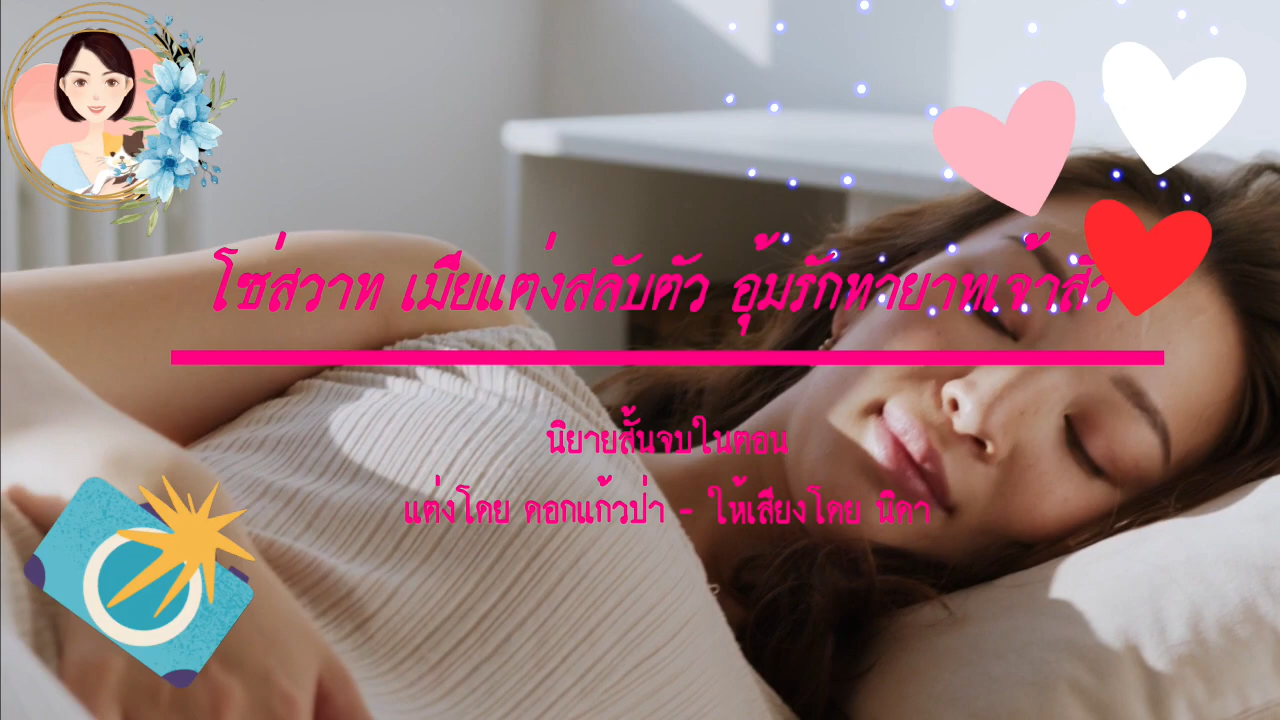 โซ่สวาท เมียแต่งสลับตัว อุ้มรักทายาทเจ้าสัว
นิยายสั้นจบในตอน
แต่งโดย ดอกแก้วป่า - ให้เสียงโดย นิดา